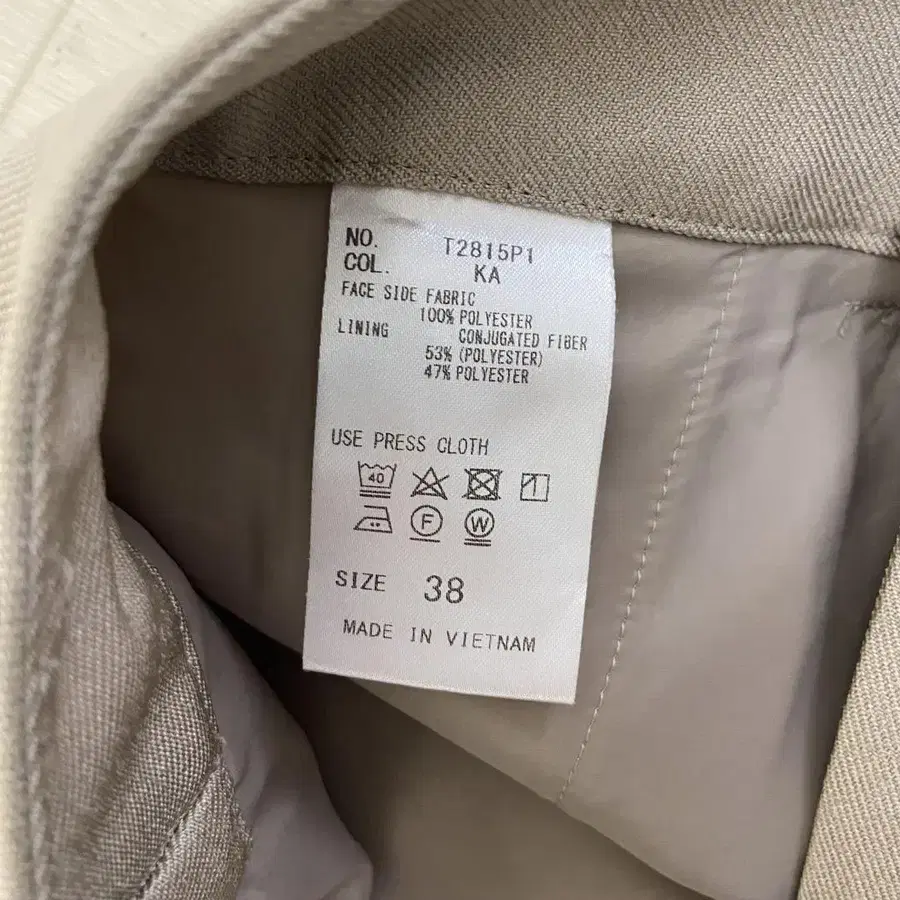 NO. T2815P1
COL. KA
FACE SIDE FABRIC
100% POLYESTER
LINING CONJUGATED FIBER
53% (POLYESTER)
47% POLYESTER
USE PRESS CLOTH
40
F W
SIZE 38
MADE IN VIETNAM